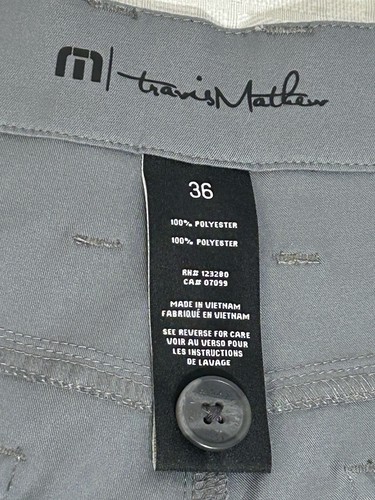 m | travisMathew
36
100% POLYESTER
100% POLYESTER
RN# 123280
CA# 07099
MADE IN VIETNAM
FABRIQUÉ EN VIETNAM
SEE REVERSE FOR CARE
VOIR AU VERSO POUR
LES INSTRUCTIONS
DE LAVAGE